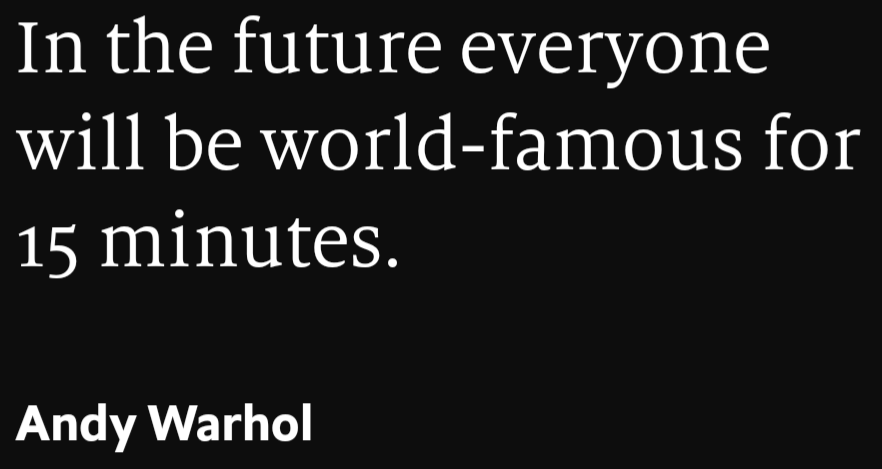 In the future everyone
will be world-famous for
15 minutes.
Andy Warhol